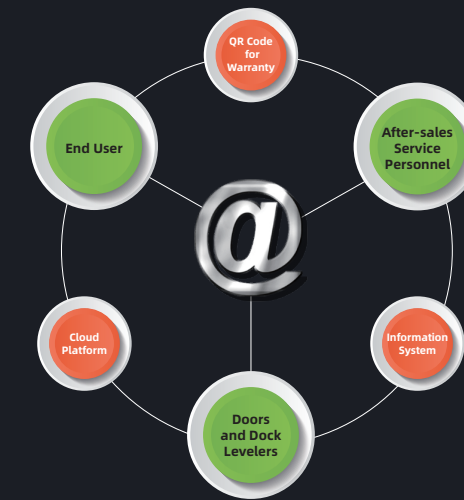 QR Code
for
Warranty
End User
After-sales
Service
Personnel
@
Cloud
Platform
Information
System
Doors
and Dock
Levelers